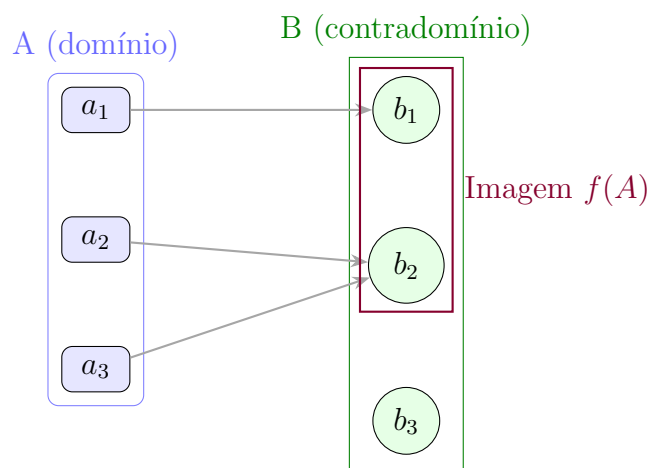 A (domínio)
B (contradomínio)
a₁
b₁
Imagem f(A)
a₂
b₂
a₃
b₃